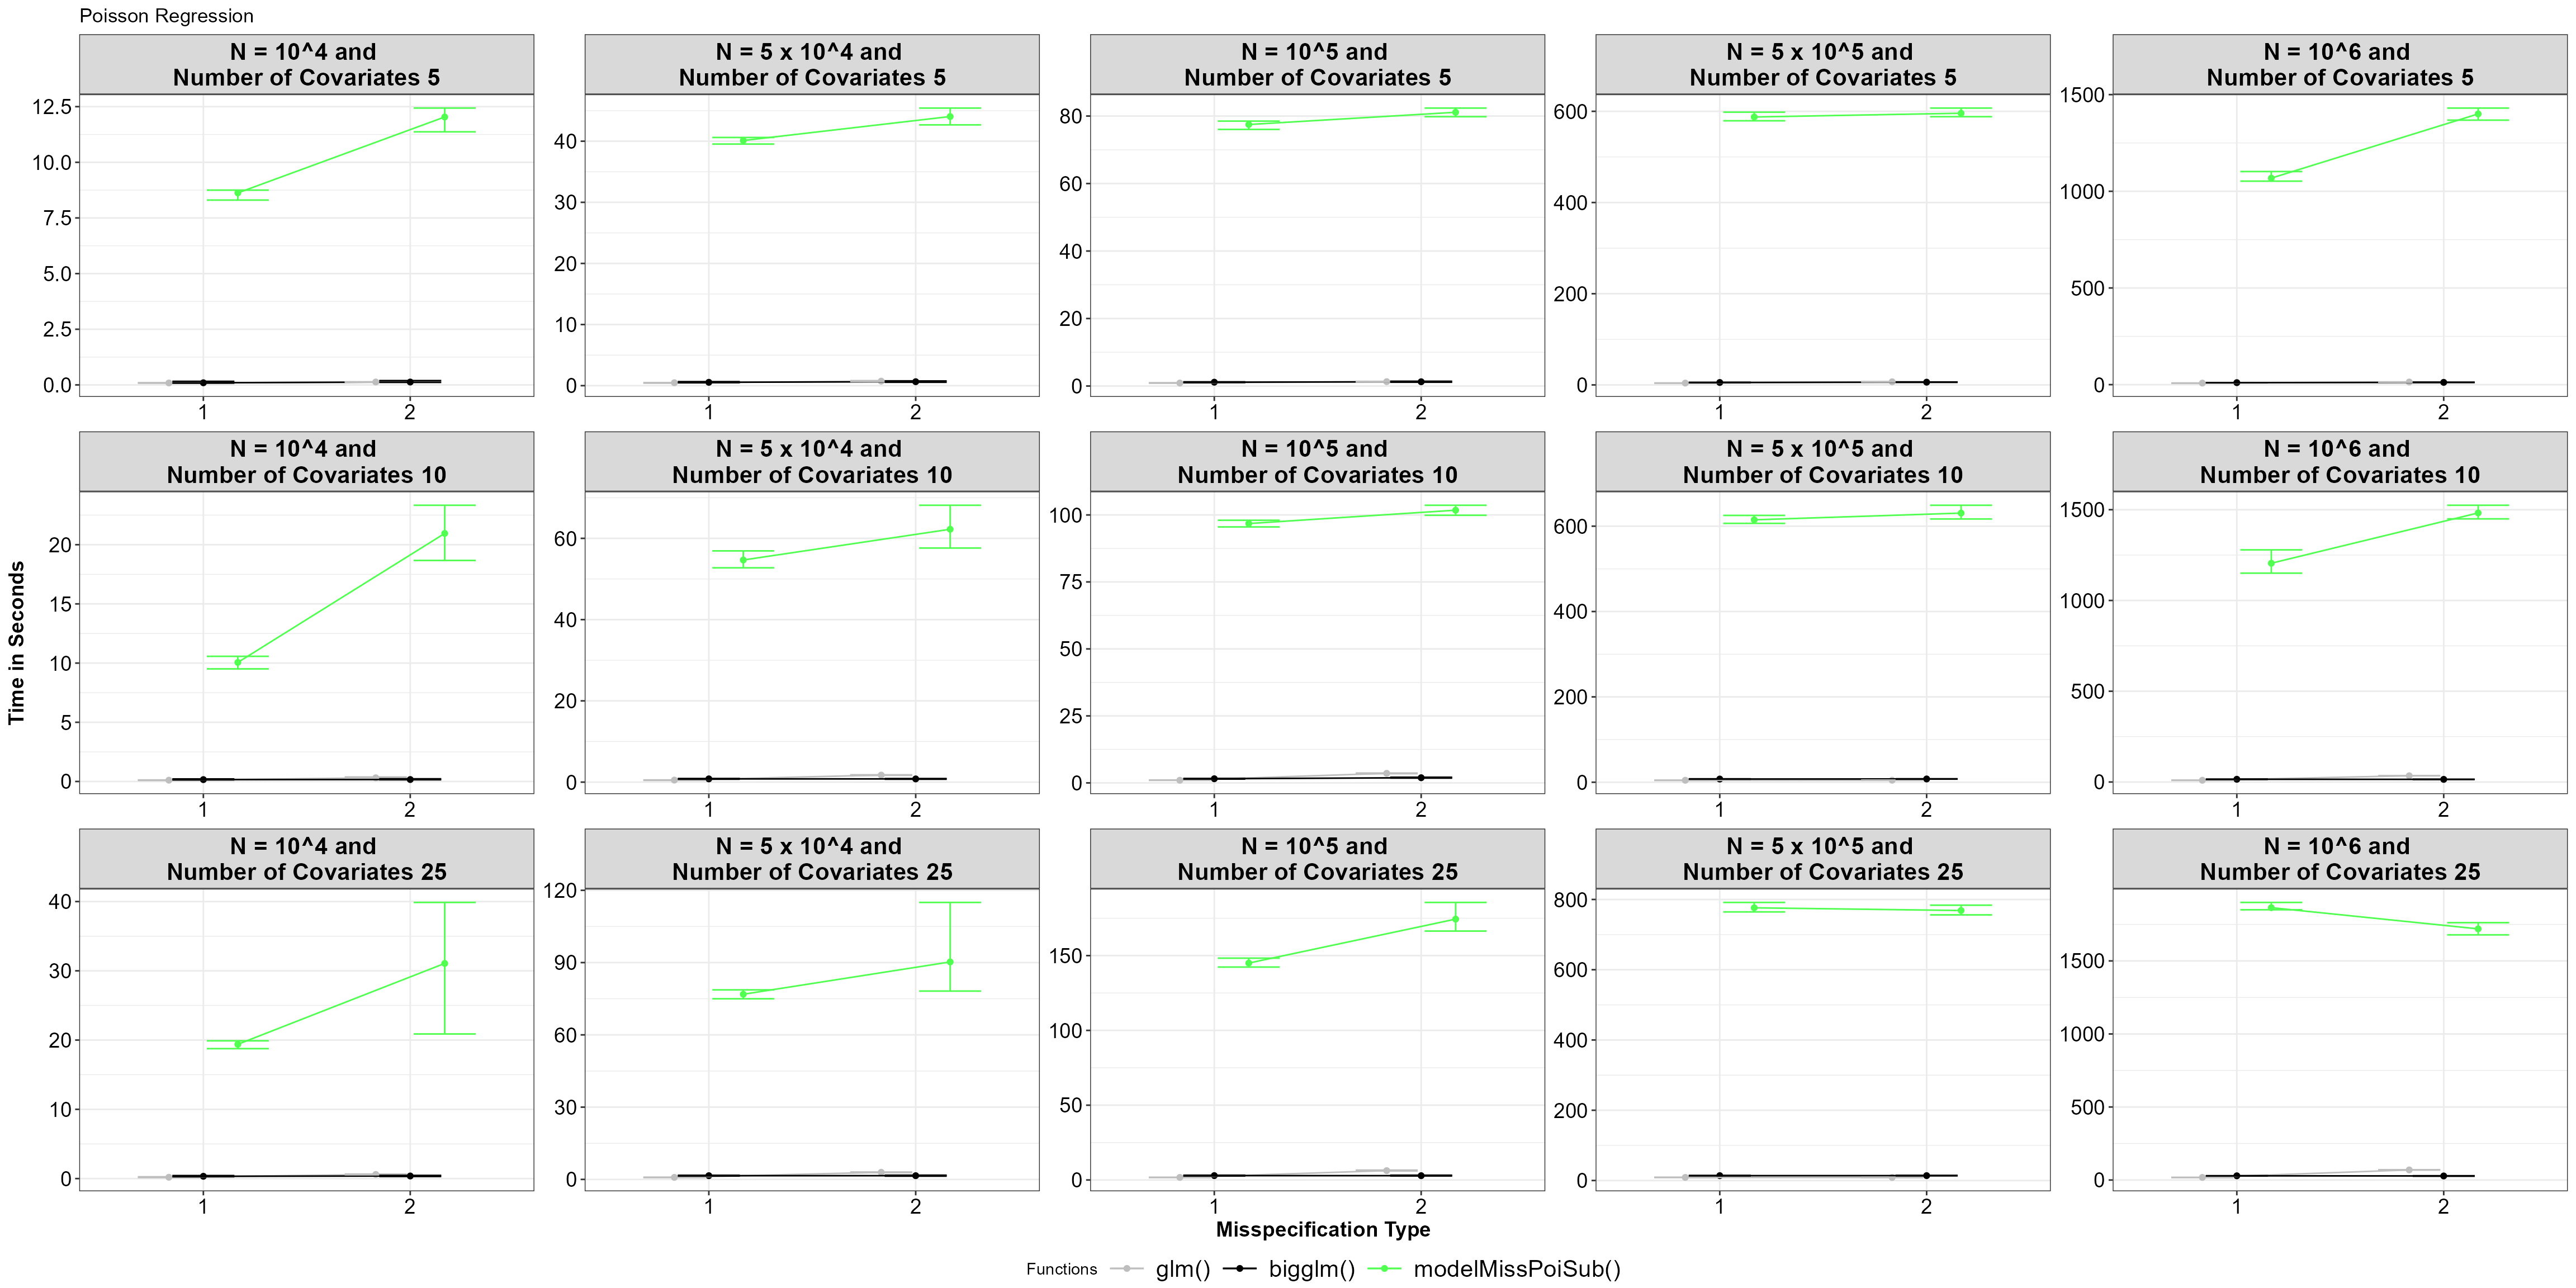 Poisson Regression
N = 10^4 and
Number of Covariates 5
N = 5 x 10^4 and
Number of Covariates 5
N = 10^5 and
Number of Covariates 5
N = 5 x 10^5 and
Number of Covariates 5
N = 10^6 and
Number of Covariates 5
12.5
10.0
7.5
5.0
2.5
0.0
1 2
40
30
20
10
0
1 2
80
60
40
20
0
1 2
600
400
200
0
1 2
1500
1000
500
0
1 2
N = 10^4 and
Number of Covariates 10
N = 5 x 10^4 and
Number of Covariates 10
N = 10^5 and
Number of Covariates 10
N = 5 x 10^5 and
Number of Covariates 10
N = 10^6 and
Number of Covariates 10
Time in Seconds
20
15
10
5
0
1 2
60
40
20
0
1 2
100
75
50
25
0
1 2
600
400
200
0
1 2
1500
1000
500
0
1 2
N = 10^4 and
Number of Covariates 25
N = 5 x 10^4 and
Number of Covariates 25
N = 10^5 and
Number of Covariates 25
N = 5 x 10^5 and
Number of Covariates 25
N = 10^6 and
Number of Covariates 25
40
30
20
10
0
1 2
120
90
60
30
0
1 2
150
100
50
0
1 2
800
600
400
200
0
1 2
1500
1000
500
0
1 2
Misspecification Type
Functions glm() bigglm() modelMissPoiSub()